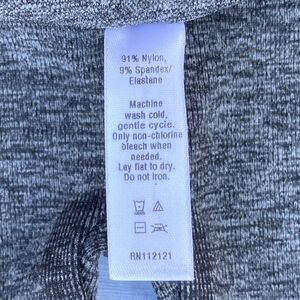 91% Nylon,
9% Spandex/
Elastane
Machine
wash cold,
gentle cycle.
Only non-chlorine
bleach when
needed.
Lay flat to dry.
Do not iron.
RN112121